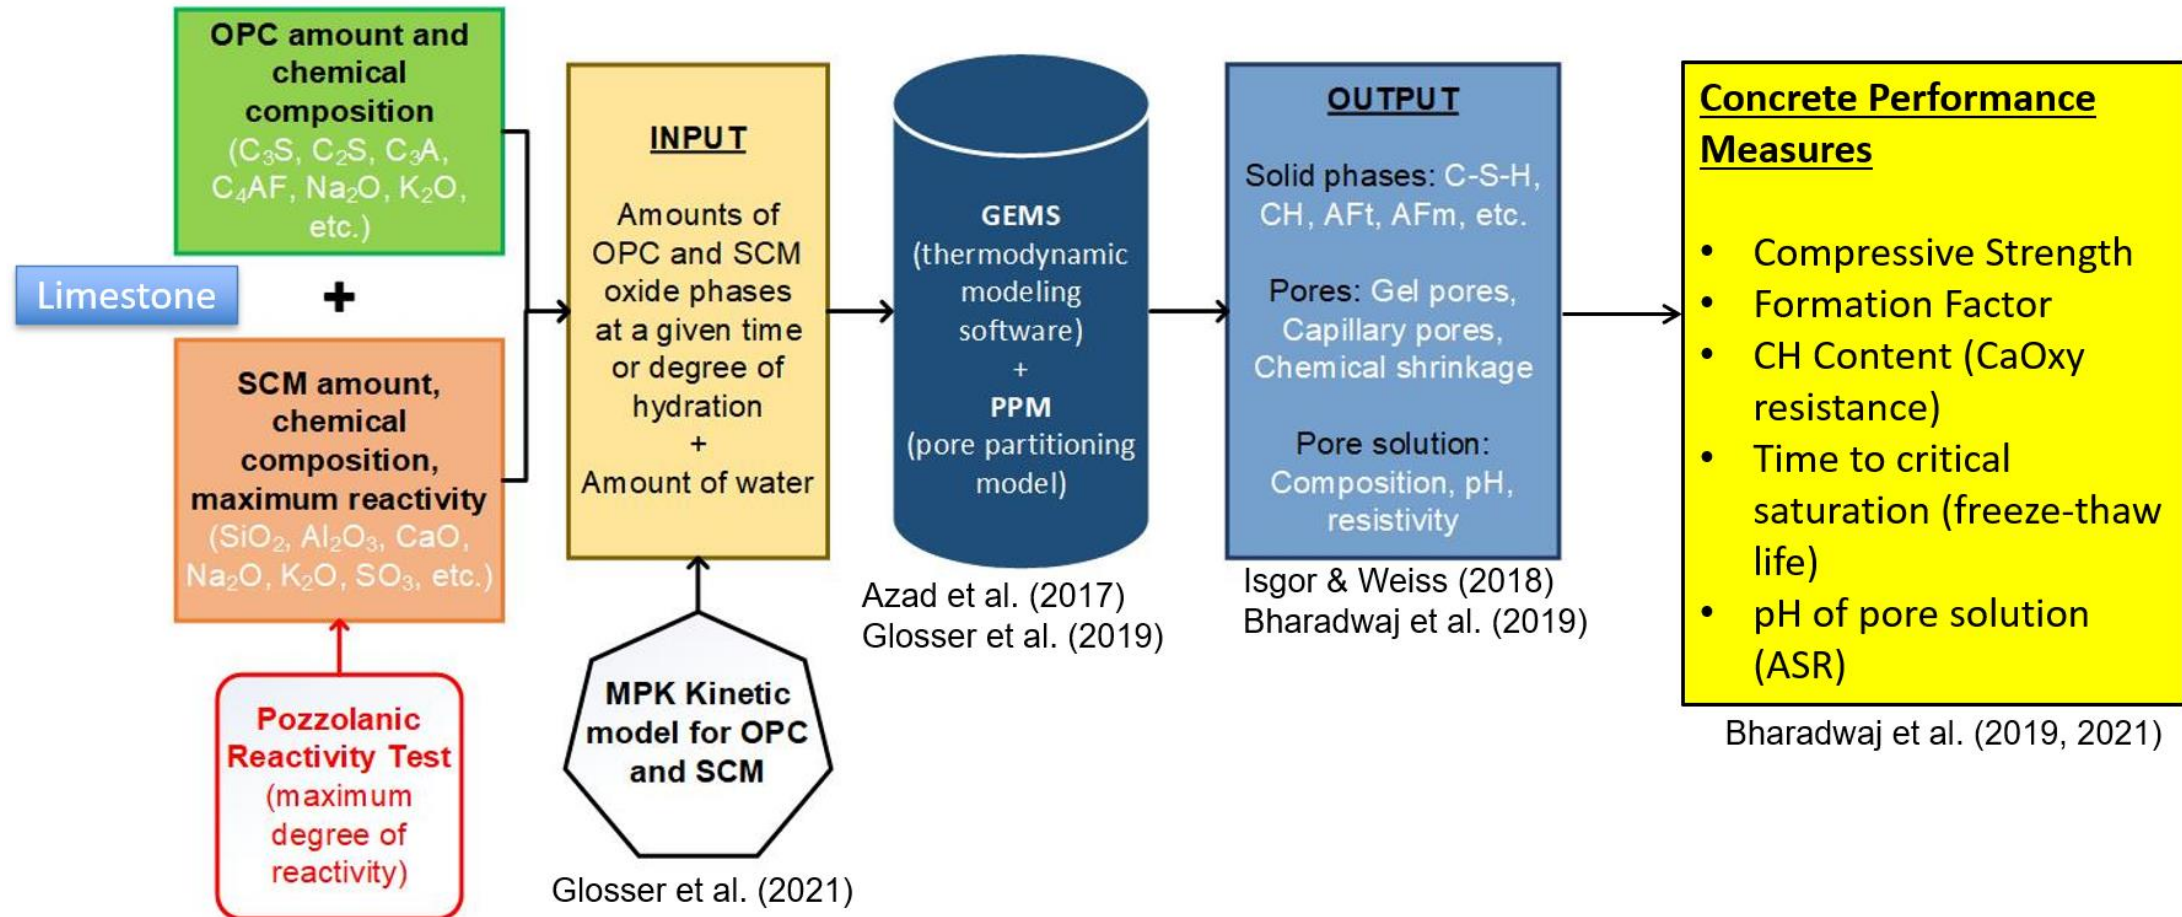 OPC amount and
chemical
composition
(C₃S, C₂S, C₃A,
C₄AF, Na₂O, K₂O,
etc.)
Limestone
+
SCM amount,
chemical
composition,
maximum reactivity
(SiO₂, Al₂O₃, CaO,
Na₂O, K₂O, SO₃, etc.)
Pozzolanic
Reactivity Test
(maximum
degree of
reactivity)
INPUT
Amounts of
OPC and SCM
oxide phases
at a given time
or degree of
hydration
+
Amount of water
MPK Kinetic
model for OPC
and SCM
Glosser et al. (2021)
GEMS
(thermodynamic
modeling
software)
+
PPM
(pore partitioning
model)
Azad et al. (2017)
Glosser et al. (2019)
OUTPUT
Solid phases: C-S-H,
CH, AFt, AFm, etc.
Pores: Gel pores,
Capillary pores,
Chemical shrinkage
Pore solution:
Composition, pH,
resistivity
Isgor & Weiss (2018)
Bharadwaj et al. (2019)
Concrete Performance
Measures
• Compressive Strength
• Formation Factor
• CH Content (CaOxy
resistance)
• Time to critical
saturation (freeze-thaw
life)
• pH of pore solution
(ASR)
Bharadwaj et al. (2019, 2021)